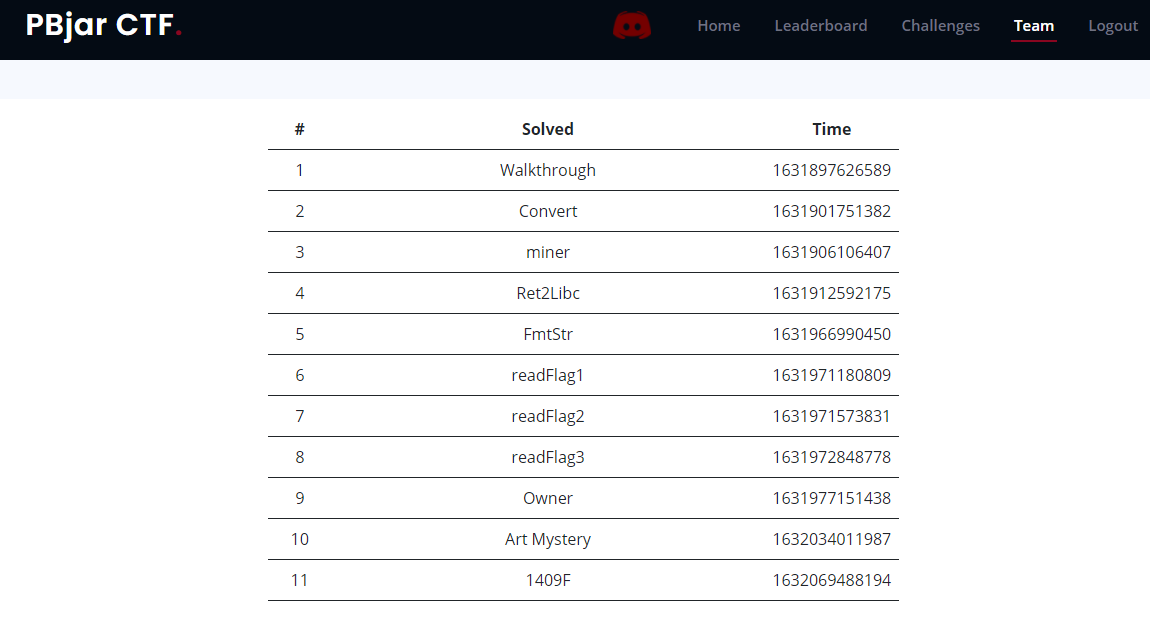 PBjar CTF. Home Leaderboard Challenges Team Logout
# Solved Time
1 Walkthrough 1631897626589
2 Convert 1631901751382
3 miner 1631906106407
4 Ret2Libc 1631912592175
5 FmtStr 1631966990450
6 readFlag1 1631971180809
7 readFlag2 1631971573831
8 readFlag3 1631972848778
9 Owner 1631977151438
10 Art Mystery 1632034011987
11 1409F 1632069488194